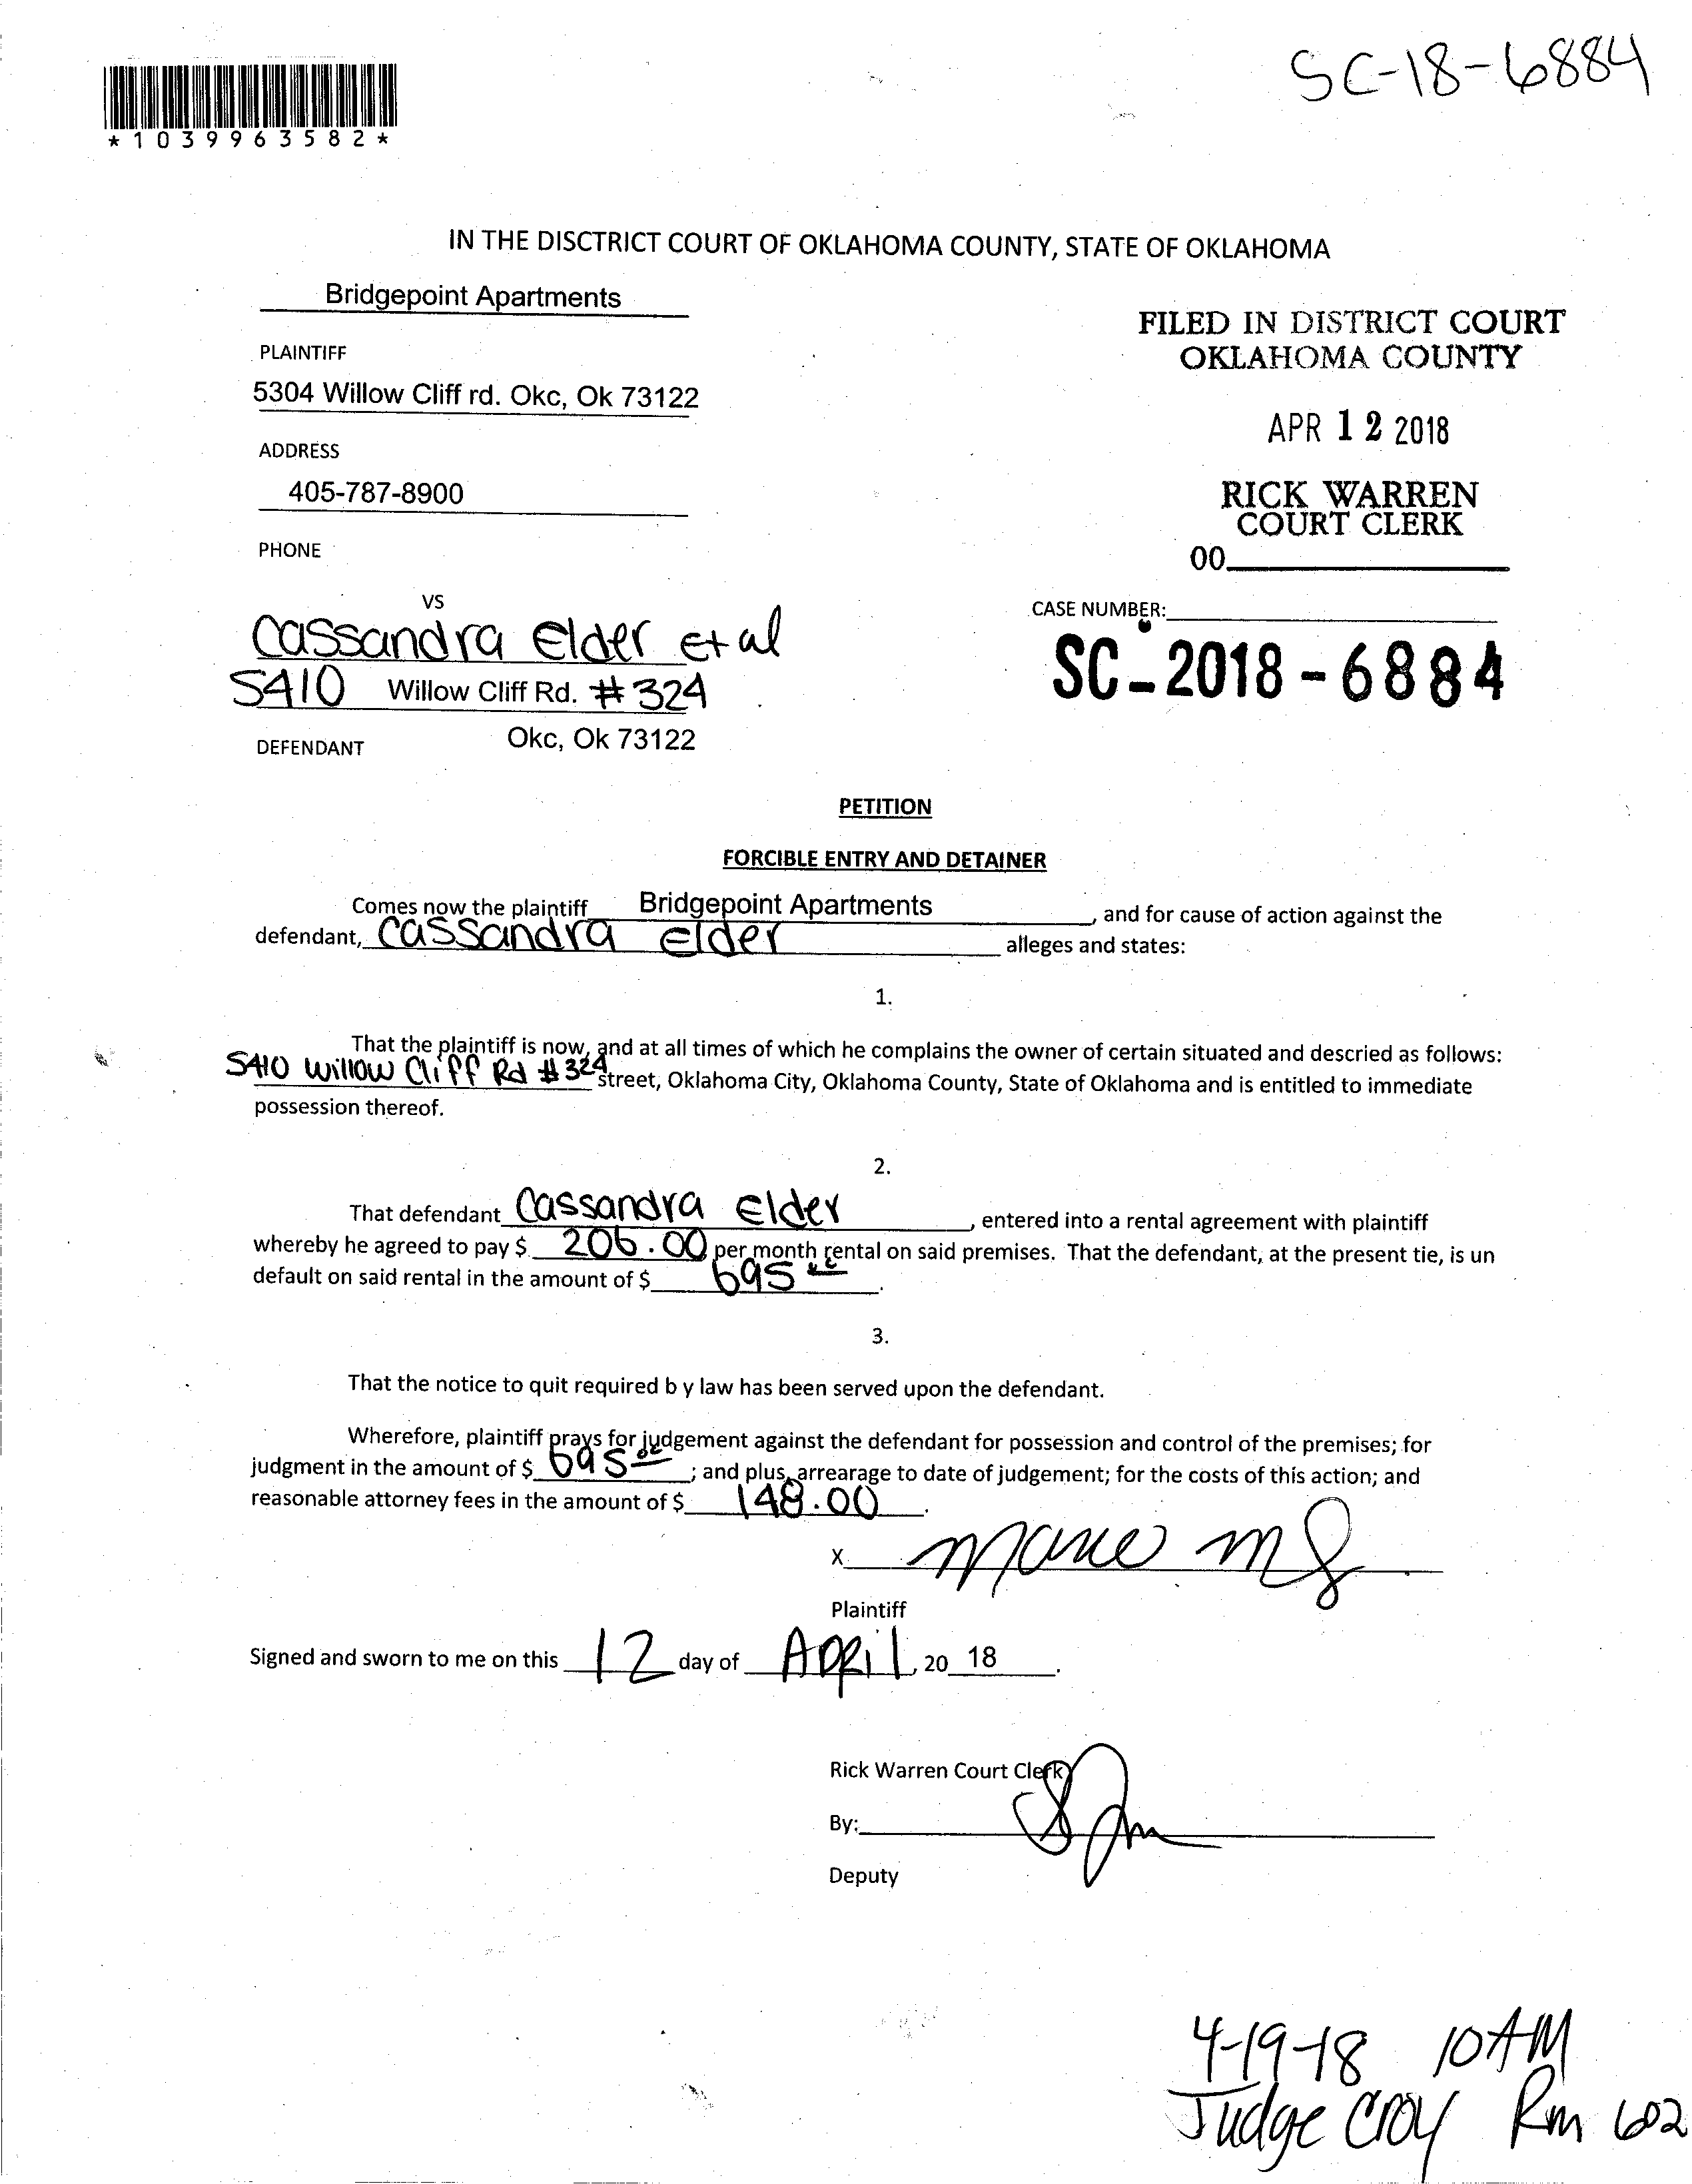 SC-18-6884
*1039963582*
IN THE DISCTRICT COURT OF OKLAHOMA COUNTY, STATE OF OKLAHOMA
Bridgepoint Apartments
PLAINTIFF
5304 Willow Cliff rd. Okc, Ok 73122
ADDRESS
405-787-8900
PHONE
FILED IN DISTRICT COURT
OKLAHOMA COUNTY
APR 12 2018
RICK WARREN
COURT CLERK
00
VS
Cassandra Elder et al
5410 Willow Cliff Rd. #324
DEFENDANT Okc, Ok 73122
CASE NUMBER:
SC-2018-6884
PETITION
FORCIBLE ENTRY AND DETAINER
Comes now the plaintiff Bridgepoint Apartments, and for cause of action against the
defendant, Cassandra Elder alleges and states:
1.
That the plaintiff is now, and at all times of which he complains the owner of certain situated and descried as follows:
5410 Willow Cliff Rd #324 street, Oklahoma City, Oklahoma County, State of Oklahoma and is entitled to immediate
possession thereof.
2.
That defendant Cassandra Elder, entered into a rental agreement with plaintiff
whereby he agreed to pay $ 206.00 per month rental on said premises. That the defendant, at the present tie, is un
default on said rental in the amount of $ 695.00.
3.
That the notice to quit required b y law has been served upon the defendant.
Wherefore, plaintiff prays for judgement against the defendant for possession and control of the premises; for
judgment in the amount of $ 695.00; and plus, arrearage to date of judgement; for the costs of this action; and
reasonable attorney fees in the amount of $ 148.00.
X
Plaintiff
Signed and sworn to me on this 12 day of April, 20 18.
Rick Warren Court Clerk
By:
Deputy
4-19-18 10AM
Judge Croy Rm 602